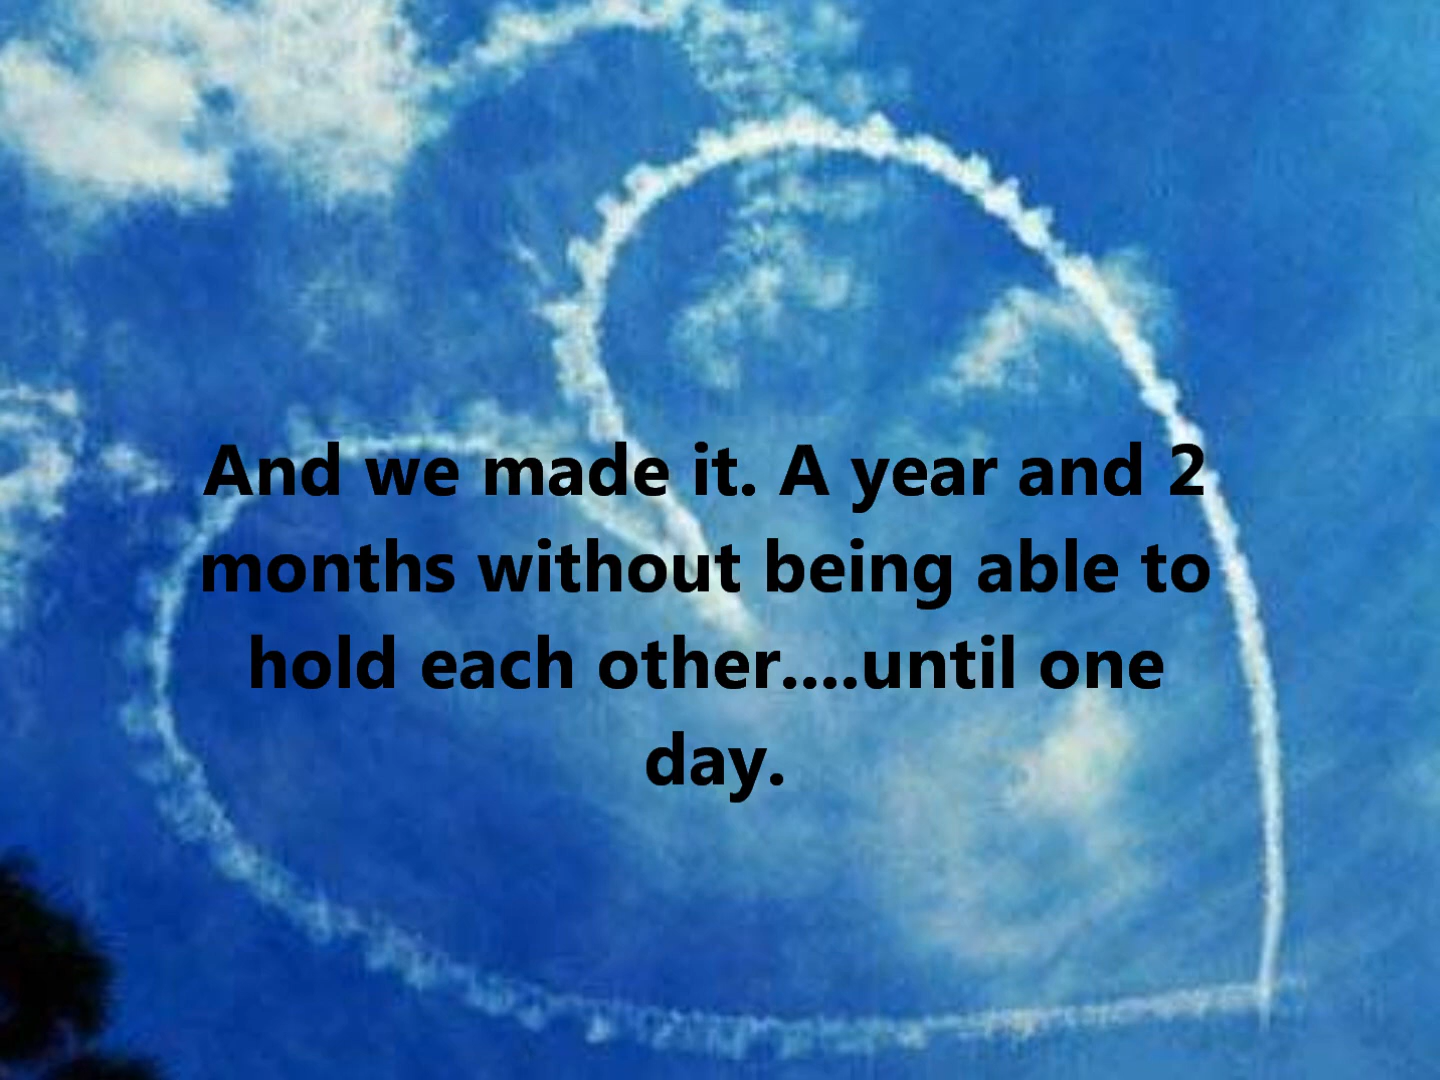 And we made it. A year and 2
months without being able to
hold each other....until one
day.